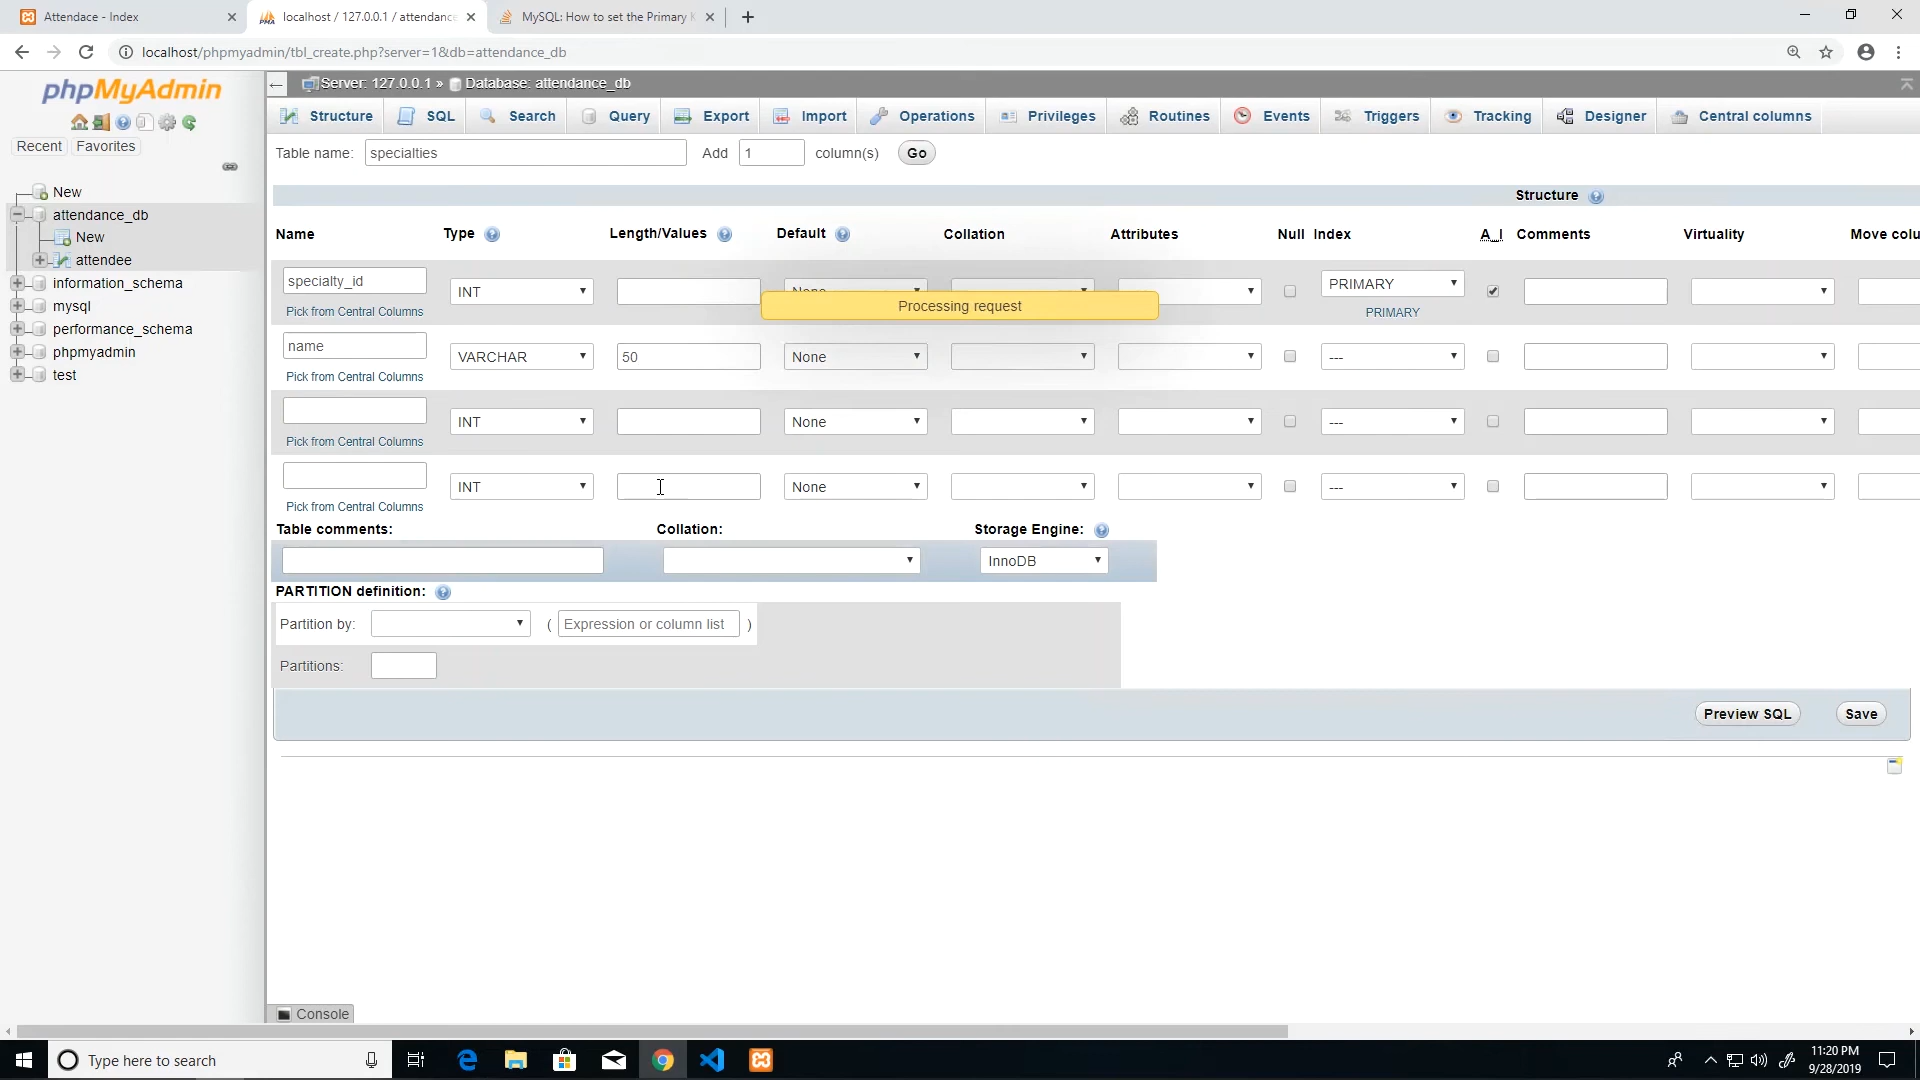 Attendace - Index
localhost / 127.0.0.1 / attendance
MySQL: How to set the Primary K
localhost/phpmyadmin/tbl_create.php?server=1&db=attendance_db
phpMyAdmin
Recent
Favorites
New
attendance_db
New
attendee
information_schema
mysql
performance_schema
phpmyadmin
test
Server: 127.0.0.1 » Database: attendance_db
Structure SQL Search Query Export Import Operations Privileges Routines Events Triggers Tracking Designer Central columns
Table name: specialties Add 1 column(s) Go
Structure
Name Type Length/Values Default Collation Attributes Null Index A_I Comments Virtuality Move colu
specialty_id INT PRIMARY
Pick from Central Columns PRIMARY
Processing request
name VARCHAR 50 None ---
Pick from Central Columns
INT None ---
Pick from Central Columns
INT None ---
Pick from Central Columns
Table comments: Collation: Storage Engine:
InnoDB
PARTITION definition:
Partition by: ( Expression or column list )
Partitions:
Preview SQL Save
Console
Type here to search
11:20 PM
9/28/2019